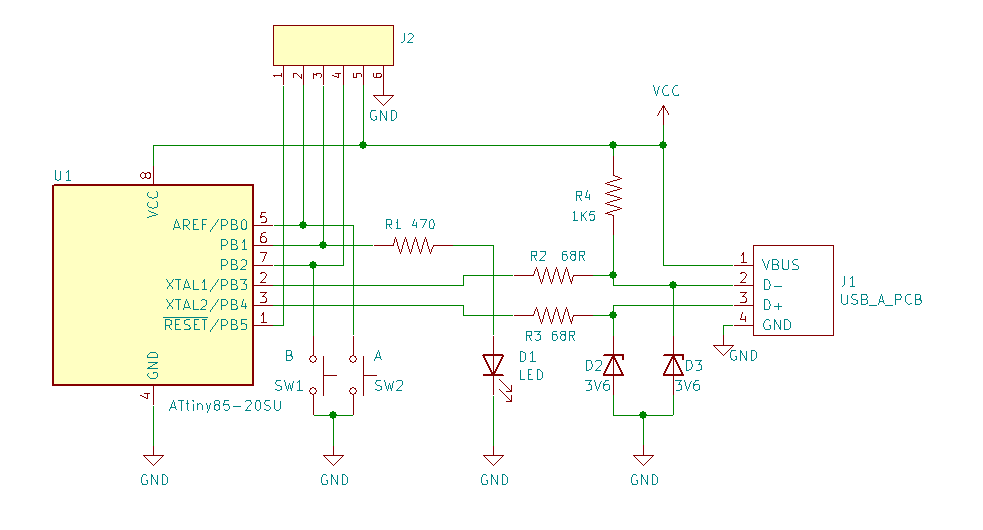 J2
1 2 3 4 5 6
GND
VCC
U1
8
VCC
R4
1K5
AREF/PB0 5
R1 470
PB1 6
PB2 7
R2 68R
1 VBUS
XTAL1/PB3 2
2 D-
J1
USB_A_PCB
XTAL2/PB4 3
3 D+
RESET/PB5 1
4 GND
R3 68R
GND
GND
B
A
D1
LED
D2
3V6
D3
3V6
SW1
SW2
4
ATtiny85-20SU
GND
GND
GND
GND